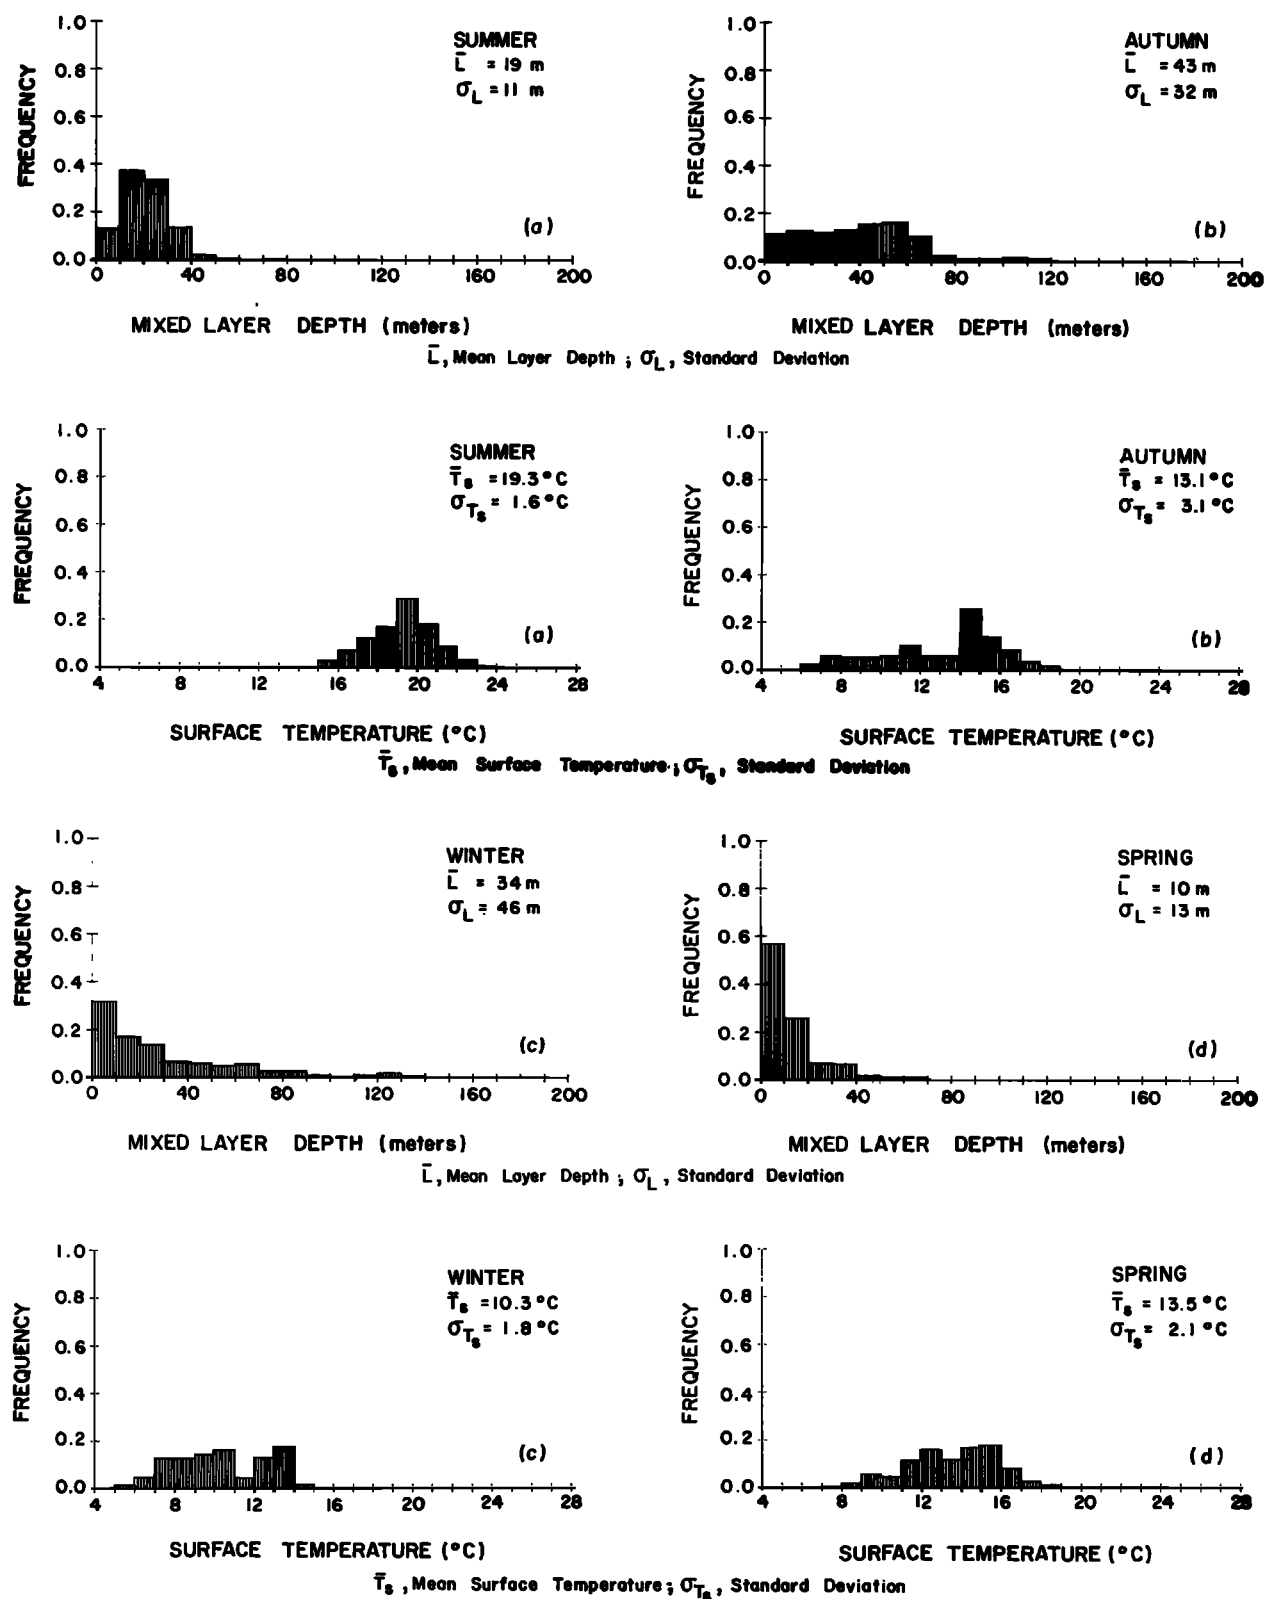 1.0
0.8
0.6
0.4
0.2
0.0
FREQUENCY
SUMMER
L̄ = 19 m
σL = 11 m
(a)
0 40 80 120 160 200
MIXED LAYER DEPTH (meters)
1.0
0.8
0.6
0.4
0.2
0.0
FREQUENCY
AUTUMN
L̄ = 43 m
σL = 32 m
(b)
0 40 80 120 160 200
MIXED LAYER DEPTH (meters)
L̄, Mean Layer Depth ; σL, Standard Deviation
1.0
0.8
0.6
0.4
0.2
0.0
FREQUENCY
SUMMER
T̄s = 19.3°C
σTs = 1.6°C
(a)
4 8 12 16 20 24 28
SURFACE TEMPERATURE (°C)
1.0
0.8
0.6
0.4
0.2
0.0
FREQUENCY
AUTUMN
T̄s = 13.1°C
σTs = 3.1°C
(b)
4 8 12 16 20 24 28
SURFACE TEMPERATURE (°C)
T̄s, Mean Surface Temperature ; σTs, Standard Deviation
1.0
0.8
0.6
0.4
0.2
0.0
FREQUENCY
WINTER
L̄ = 34 m
σL = 46 m
(c)
0 40 80 120 160 200
MIXED LAYER DEPTH (meters)
1.0
0.8
0.6
0.4
0.2
0.0
FREQUENCY
SPRING
L̄ = 10 m
σL = 13 m
(d)
0 40 80 120 160 200
MIXED LAYER DEPTH (meters)
L̄, Mean Layer Depth ; σL, Standard Deviation
1.0
0.8
0.6
0.4
0.2
0.0
FREQUENCY
WINTER
T̄s = 10.3°C
σTs = 1.8°C
(c)
4 8 12 16 20 24 28
SURFACE TEMPERATURE (°C)
1.0
0.8
0.6
0.4
0.2
0.0
FREQUENCY
SPRING
T̄s = 13.5°C
σTs = 2.1°C
(d)
4 8 12 16 20 24 28
SURFACE TEMPERATURE (°C)
T̄s, Mean Surface Temperature ; σTs, Standard Deviation